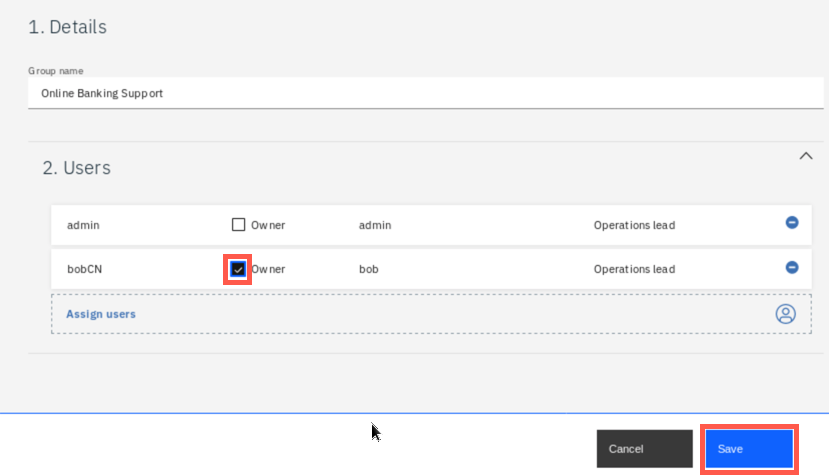 1. Details
Group name
Online Banking Support
2. Users
admin Owner admin Operations lead
bobCN Owner bob Operations lead
Assign users
Cancel Save